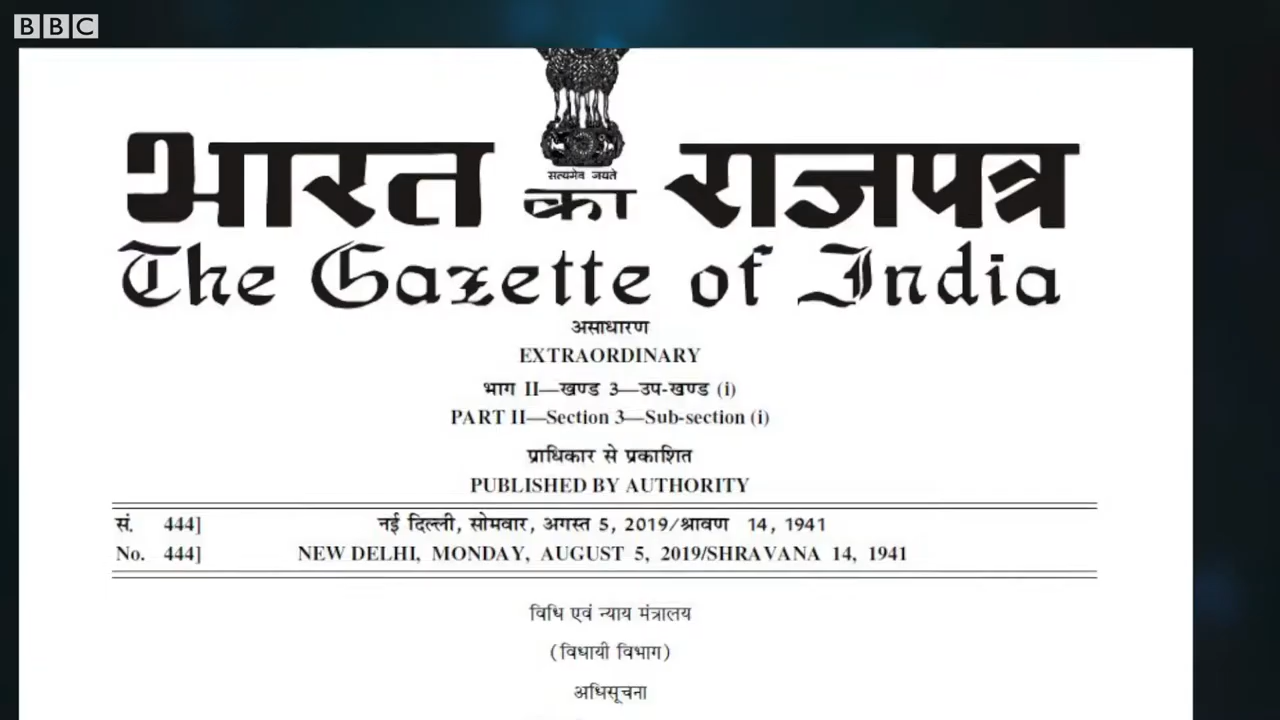 BBC
सत्यमेव जयते
भारत का राजपत्र
The Gazette of India
असाधारण
EXTRAORDINARY
भाग II—खण्ड 3—उप-खण्ड (i)
PART II—Section 3—Sub-section (i)
प्राधिकार से प्रकाशित
PUBLISHED BY AUTHORITY
सं. 444] नई दिल्ली, सोमवार, अगस्त 5, 2019/श्रावण 14, 1941
No. 444] NEW DELHI, MONDAY, AUGUST 5, 2019/SHRAVANA 14, 1941
विधि एवं न्याय मंत्रालय
(विधायी विभाग)
अधिसूचना